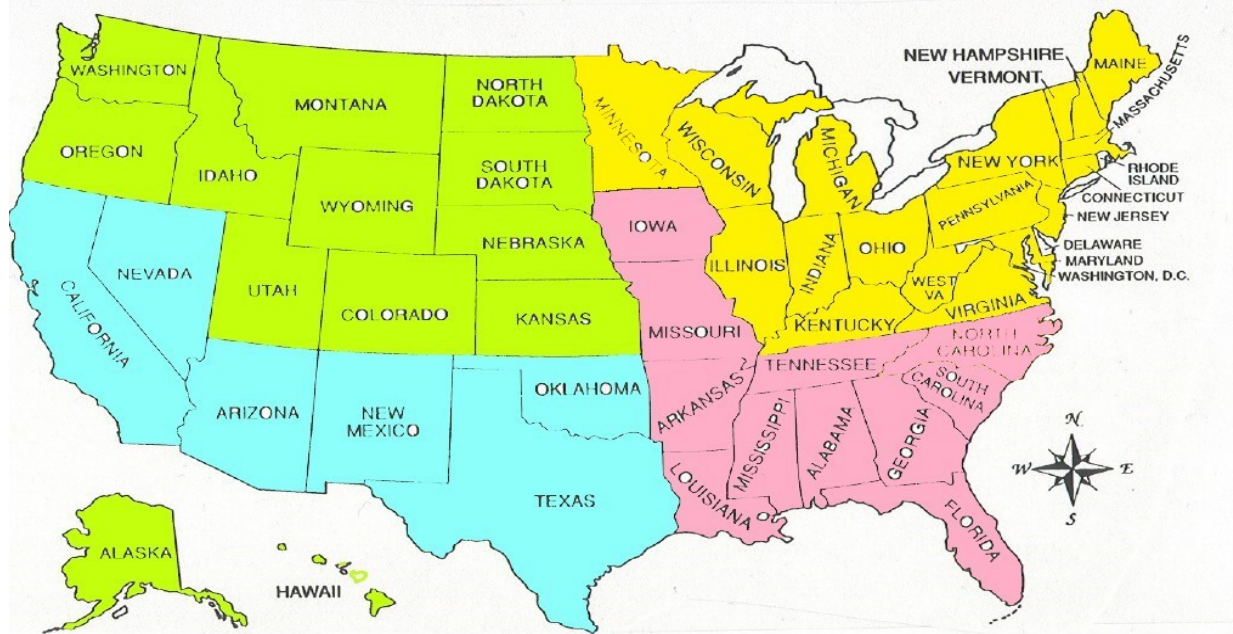 WASHINGTON
OREGON
IDAHO
MONTANA
NORTH
DAKOTA
SOUTH
DAKOTA
WYOMING
NEBRASKA
NEVADA
UTAH
COLORADO
KANSAS
CALIFORNIA
ARIZONA
NEW
MEXICO
OKLAHOMA
TEXAS
ALASKA
HAWAII
MINNESOTA
WISCONSIN
MICHIGAN
IOWA
ILLINOIS
INDIANA
OHIO
MISSOURI
KENTUCKY
WEST
VA
VIRGINIA
TENNESSEE
NORTH
CAROLINA
SOUTH
CAROLINA
ARKANSAS
MISSISSIPPI
ALABAMA
GEORGIA
LOUISIANA
FLORIDA
NEW HAMPSHIRE
VERMONT
MAINE
MASSACHUSETTS
NEW YORK
RHODE
ISLAND
CONNECTICUT
PENNSYLVANIA
NEW JERSEY
DELAWARE
MARYLAND
WASHINGTON, D.C.
N
W E
S